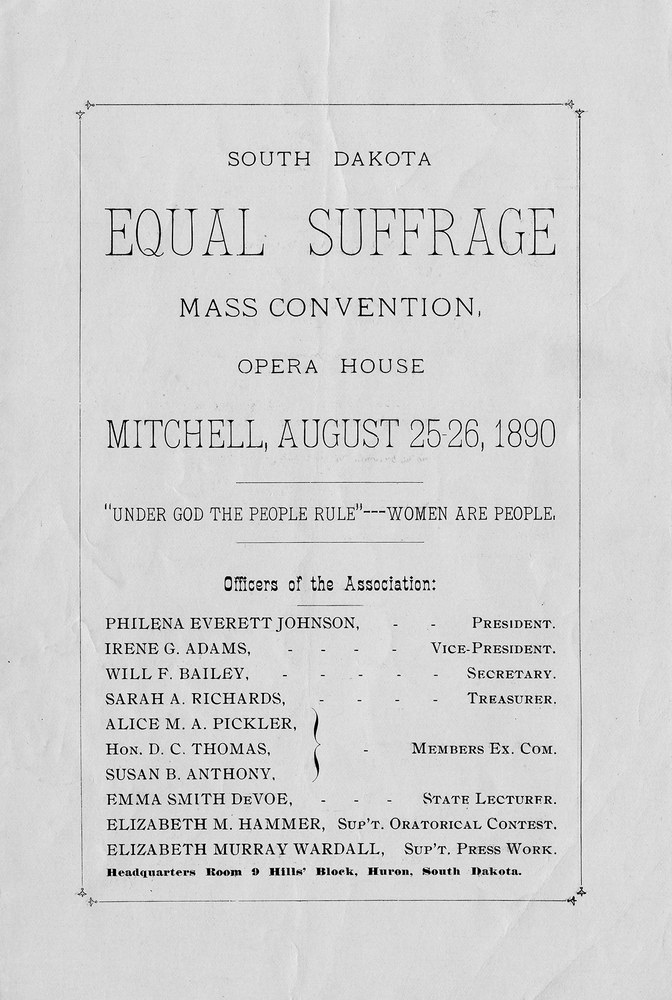 SOUTH DAKOTA
EQUAL SUFFRAGE
MASS CONVENTION,
OPERA HOUSE
MITCHELL, AUGUST 25-26, 1890
"UNDER GOD THE PEOPLE RULE"---WOMEN ARE PEOPLE.
Officers of the Association:
PHILENA EVERETT JOHNSON, - - PRESIDENT.
IRENE G. ADAMS, - - - - VICE-PRESIDENT.
WILL F. BAILEY, - - - - - SECRETARY.
SARAH A. RICHARDS, - - - - TREASURER.
ALICE M. A. PICKLER,
HON. D. C. THOMAS, } - MEMBERS EX. COM.
SUSAN B. ANTHONY,
EMMA SMITH DEVOE, - - - STATE LECTURER.
ELIZABETH M. HAMMER, SUP'T. ORATORICAL CONTEST.
ELIZABETH MURRAY WARDALL, SUP'T. PRESS WORK.
Headquarters Room 9 Hills' Block, Huron, South Dakota.